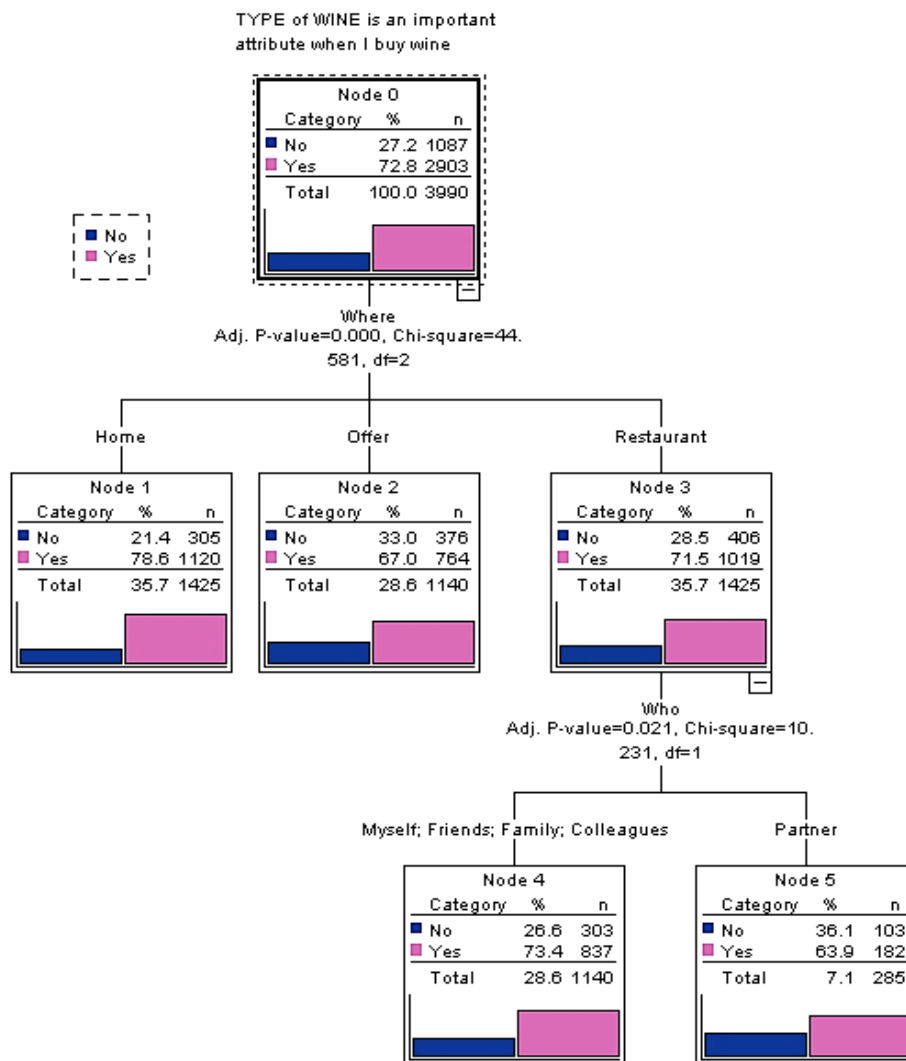 TYPE of WINE is an important
attribute when I buy wine
Node 0
Category % n
No 27.2 1087
Yes 72.8 2903
Total 100.0 3990
No
Yes
Where
Adj. P-value=0.000, Chi-square=44.
581, df=2
Home
Offer
Restaurant
Node 1
Category % n
No 21.4 305
Yes 78.6 1120
Total 35.7 1425
Node 2
Category % n
No 33.0 376
Yes 67.0 764
Total 28.6 1140
Node 3
Category % n
No 28.5 406
Yes 71.5 1019
Total 35.7 1425
Who
Adj. P-value=0.021, Chi-square=10.
231, df=1
Myself; Friends; Family; Colleagues
Partner
Node 4
Category % n
No 26.6 303
Yes 73.4 837
Total 28.6 1140
Node 5
Category % n
No 36.1 103
Yes 63.9 182
Total 7.1 285